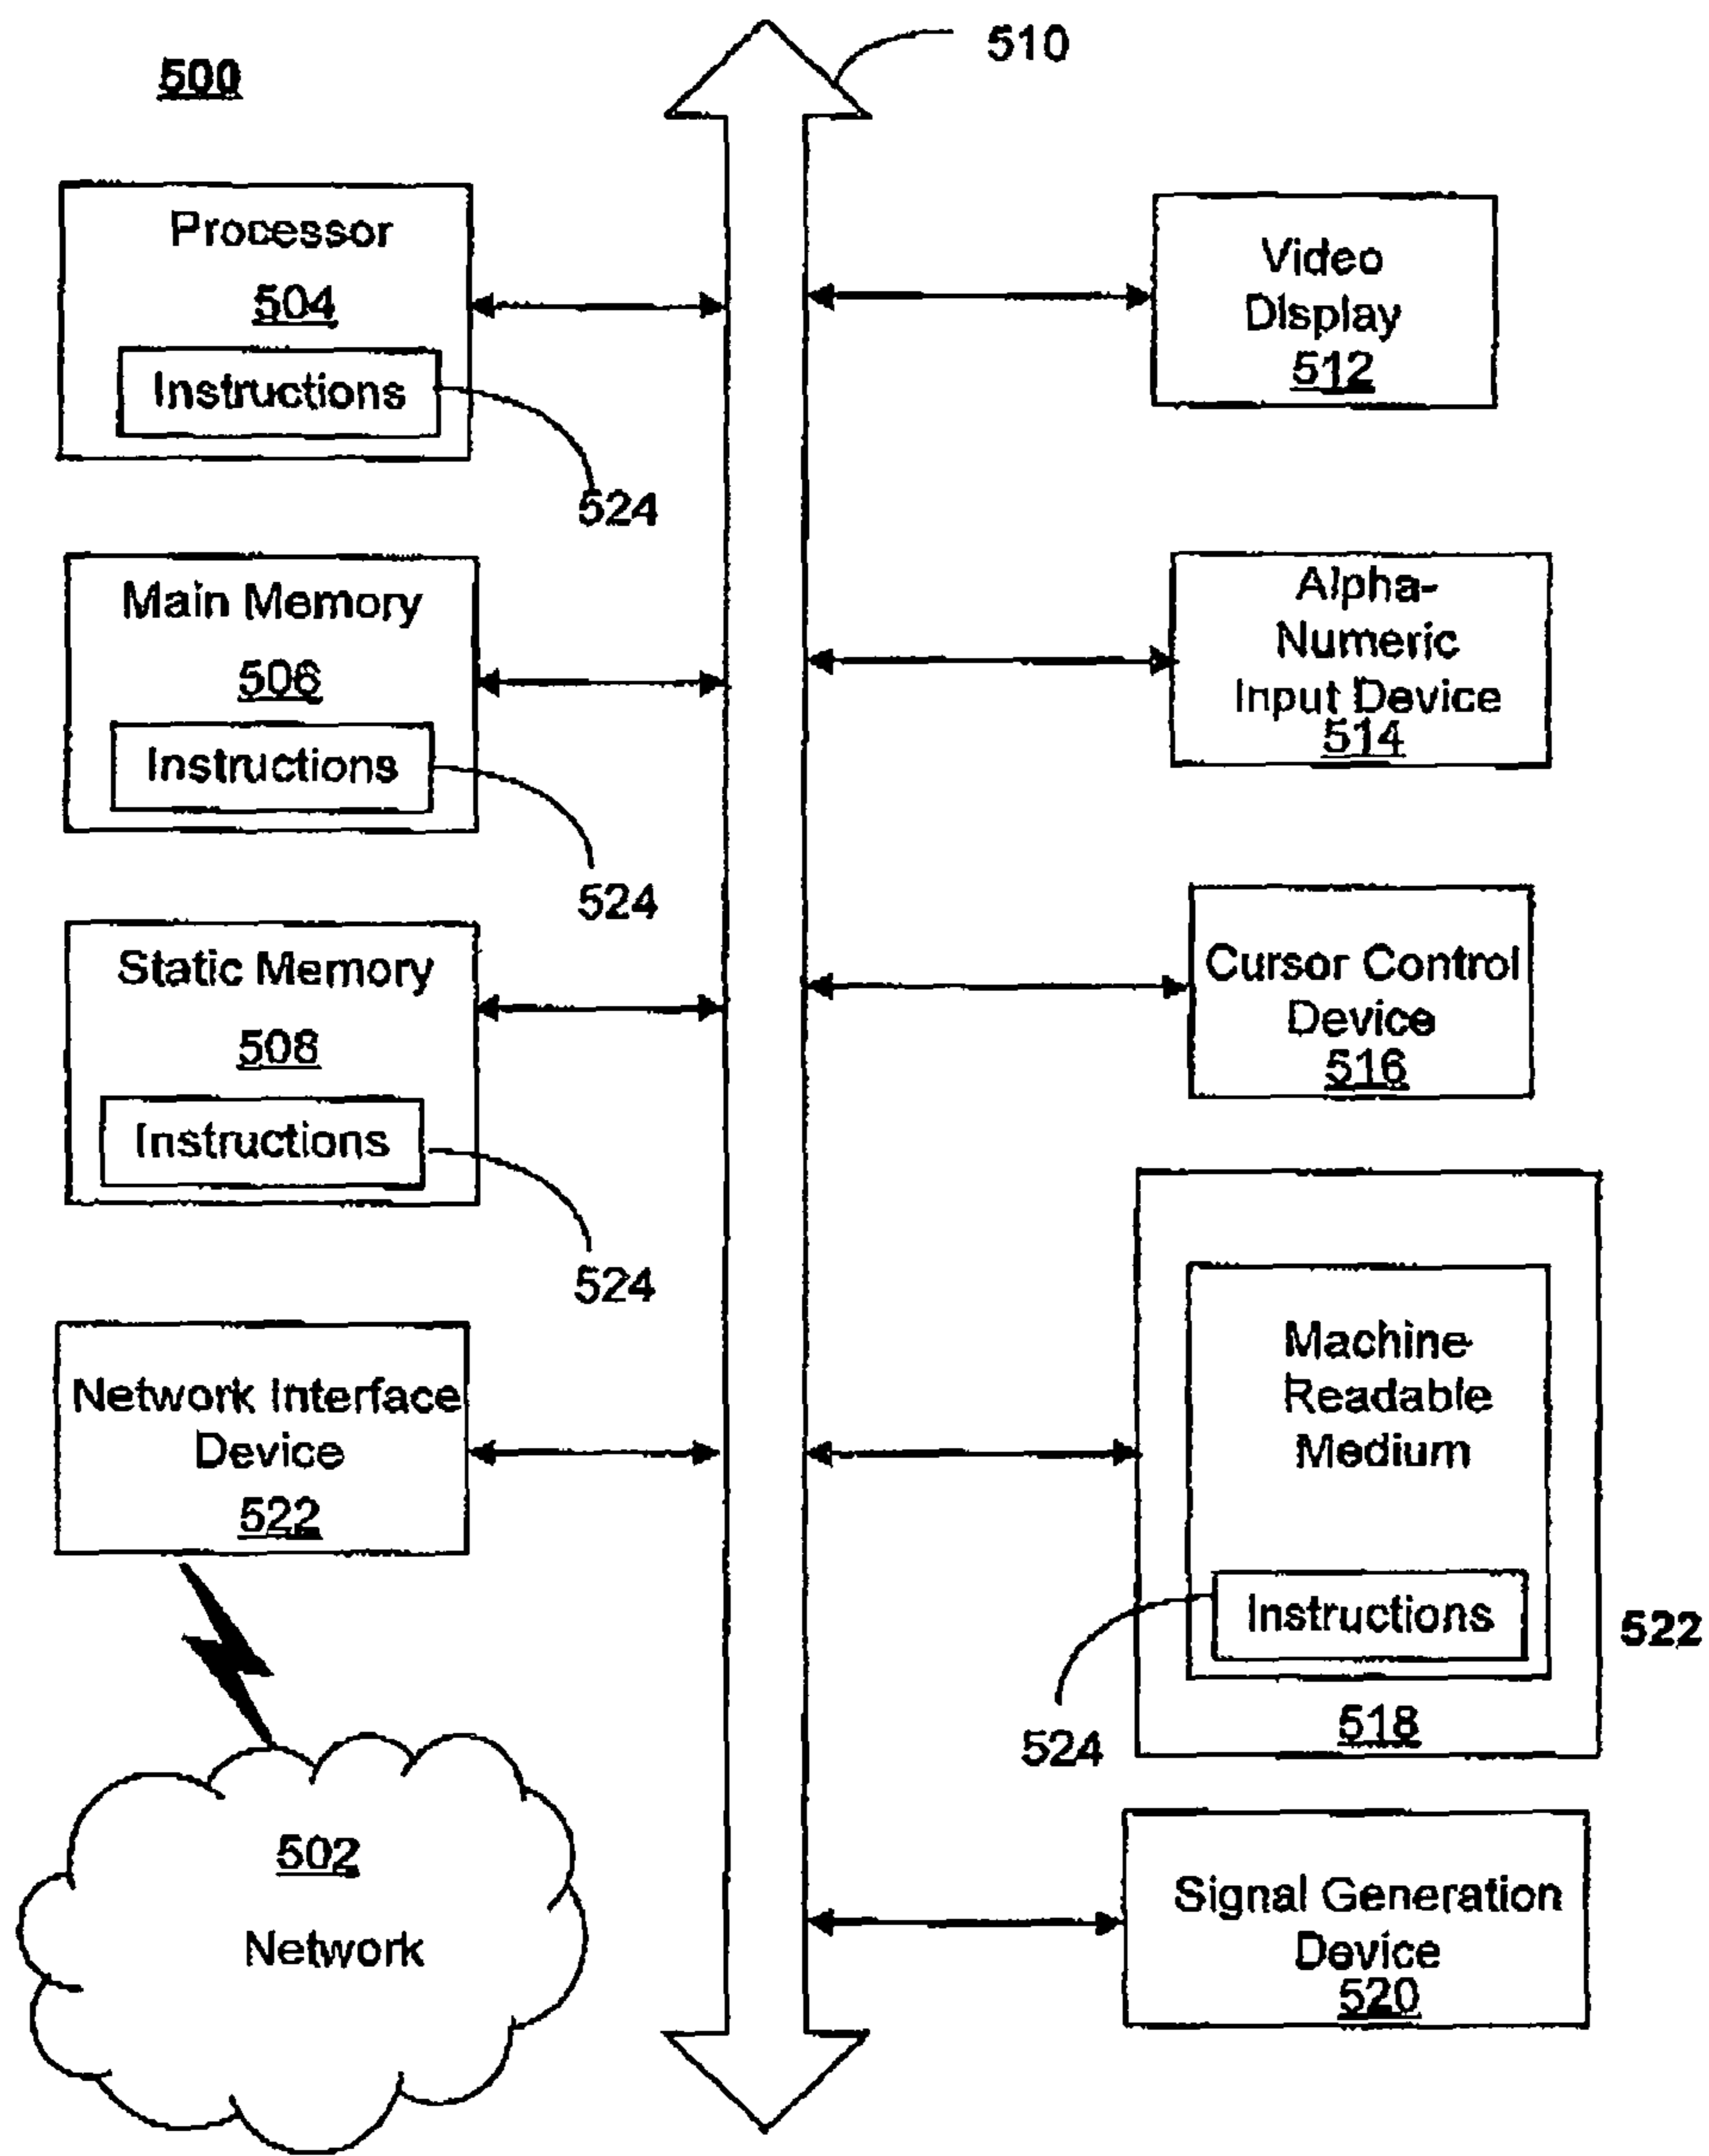 500
510
Processor
504
Instructions
524
Main Memory
506
Instructions
524
Static Memory
508
Instructions
524
Network Interface
Device
522
502
Network
Video
Display
512
Alpha-
Numeric
Input Device
514
Cursor Control
Device
516
Machine-
Readable
Medium
Instructions
522
518
524
Signal Generation
Device
520